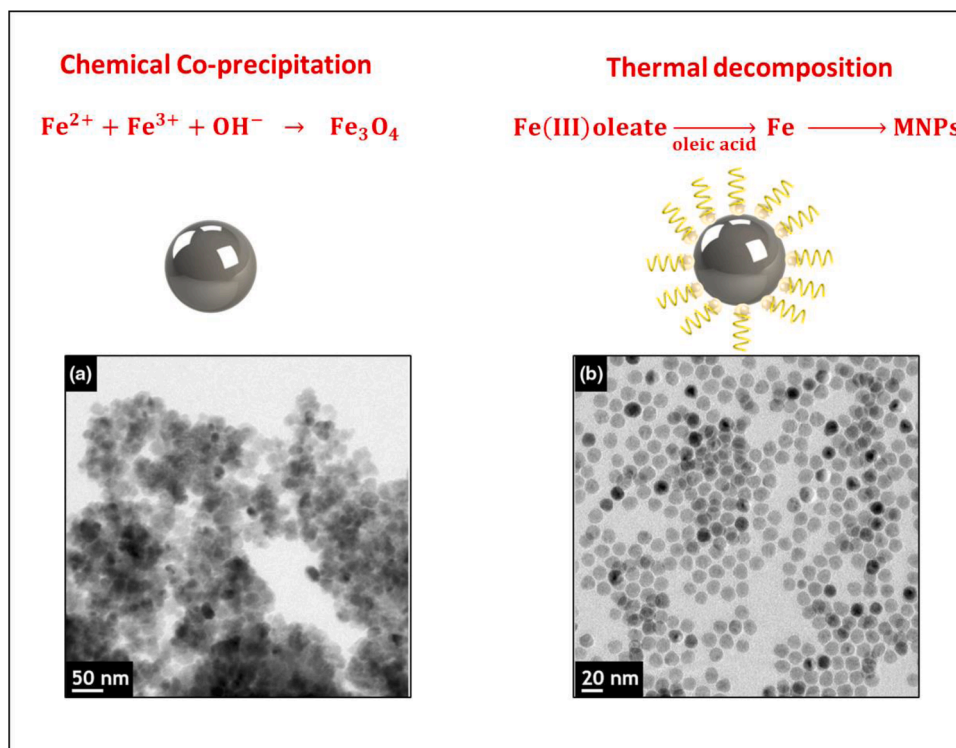 Chemical Co-precipitation
Fe²⁺ + Fe³⁺ + OH⁻ → Fe₃O₄
Thermal decomposition
Fe(III)oleate ⟶ Fe ⟶ MNPs
oleic acid
(a)
50 nm
(b)
20 nm